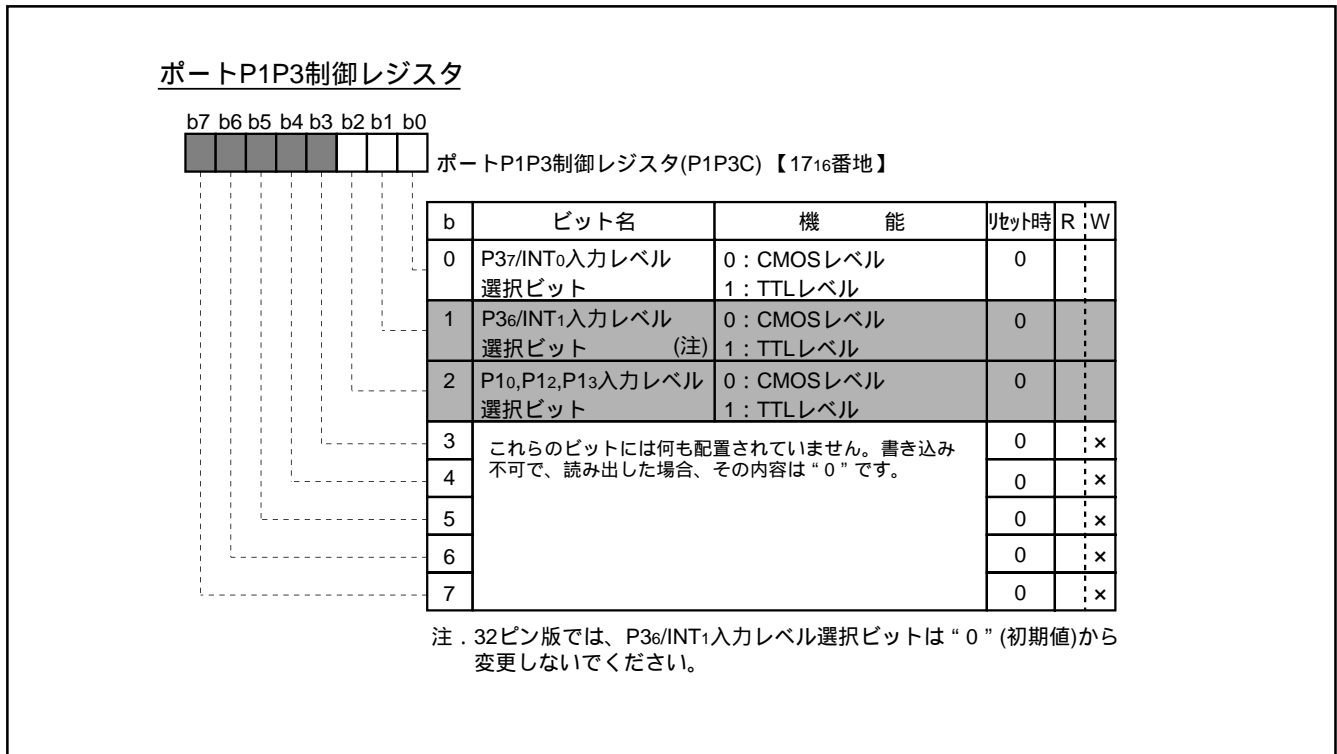 ポートP1P3制御レジスタ
b7 b6 b5 b4 b3 b2 b1 b0
ポートP1P3制御レジスタ(P1P3C) 【1716番地】
b ビット名 機 能 リセット時 R W
0 P37/INT0入力レベル 0：CMOSレベル 0
選択ビット 1：TTLレベル
1 P36/INT1入力レベル 0：CMOSレベル 0
選択ビット (注) 1：TTLレベル
2 P10,P12,P13入力レベル 0：CMOSレベル 0
選択ビット 1：TTLレベル
3 これらのビットには何も配置されていません。書き込み 0 ×
不可で、読み出した場合、その内容は“0”です。
4 0 ×
5 0 ×
6 0 ×
7 0 ×
注．32ピン版では、P36/INT1入力レベル選択ビットは“0”(初期値)から
変更しないでください。